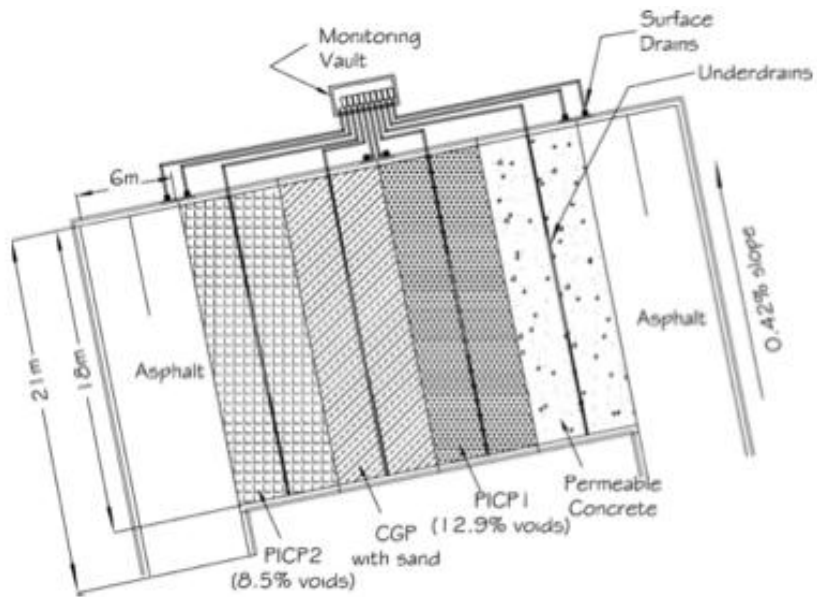 Monitoring
Vault
Surface
Drains
Underdrains
6m
21m
18m
Asphalt
Asphalt
0.42% slope
PICP2
(8.5% voids)
CGP
with sand
PICP1
(12.9% voids)
Permeable
Concrete